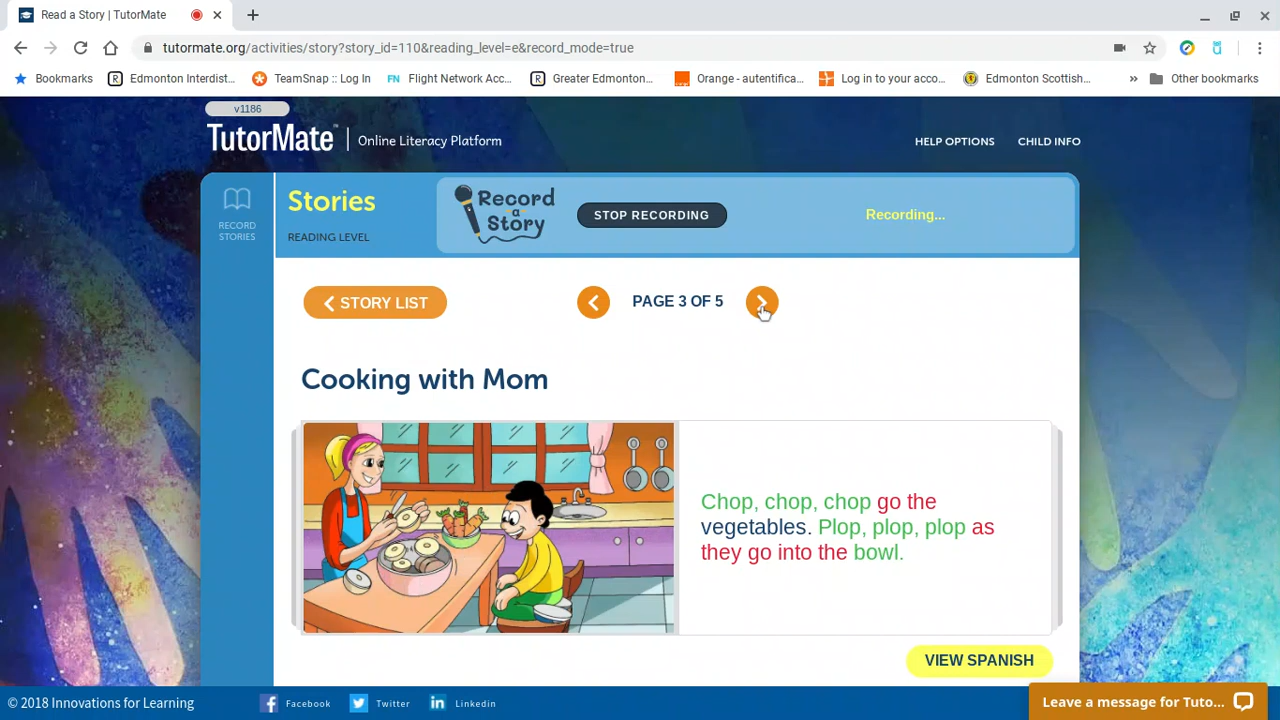 Read a Story | TutorMate
tutormate.org/activities/story?story_id=110&reading_level=e&record_mode=true
Bookmarks
Edmonton Interdist...
TeamSnap :: Log In
FN
Flight Network Acc...
Greater Edmonton...
Orange - autentifica...
Log in to your acco...
Edmonton Scottish...
»
Other bookmarks
v1186
TutorMate™ | Online Literacy Platform
HELP OPTIONS
CHILD INFO
RECORD
STORIES
Stories
READING LEVEL
Record
a
Story
STOP RECORDING
Recording...
STORY LIST
PAGE 3 OF 5
Cooking with Mom
Chop, chop, chop go the
vegetables. Plop, plop, plop as
they go into the bowl.
VIEW SPANISH
© 2018 Innovations for Learning
Facebook
Twitter
Linkedin
Leave a message for Tuto...